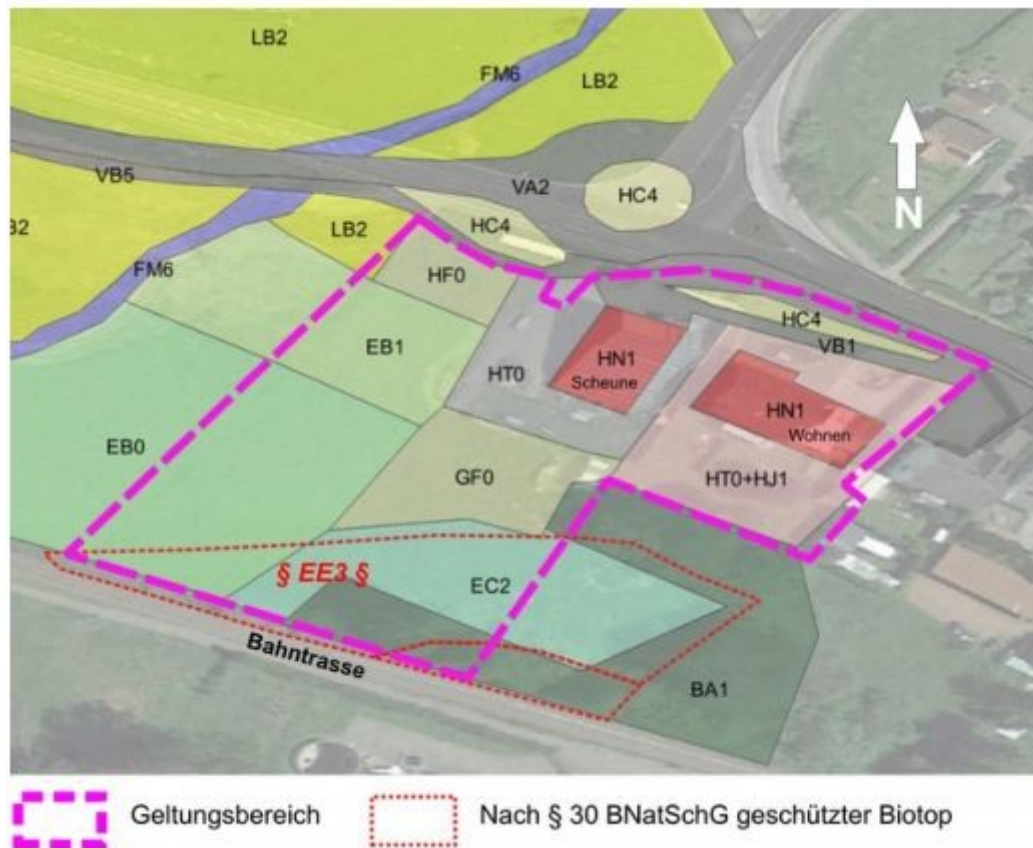 LB2
FM6
LB2
VB5
VA2
HC4
N
B2
LB2
HC4
FM6
HF0
HC4
VB1
EB1
HT0
HN1
Scheune
HN1
Wohnen
EB0
GF0
HT0+HJ1
§ EE3 §
EC2
Bahntrasse
BA1
Geltungsbereich
Nach § 30 BNatSchG geschützter Biotop